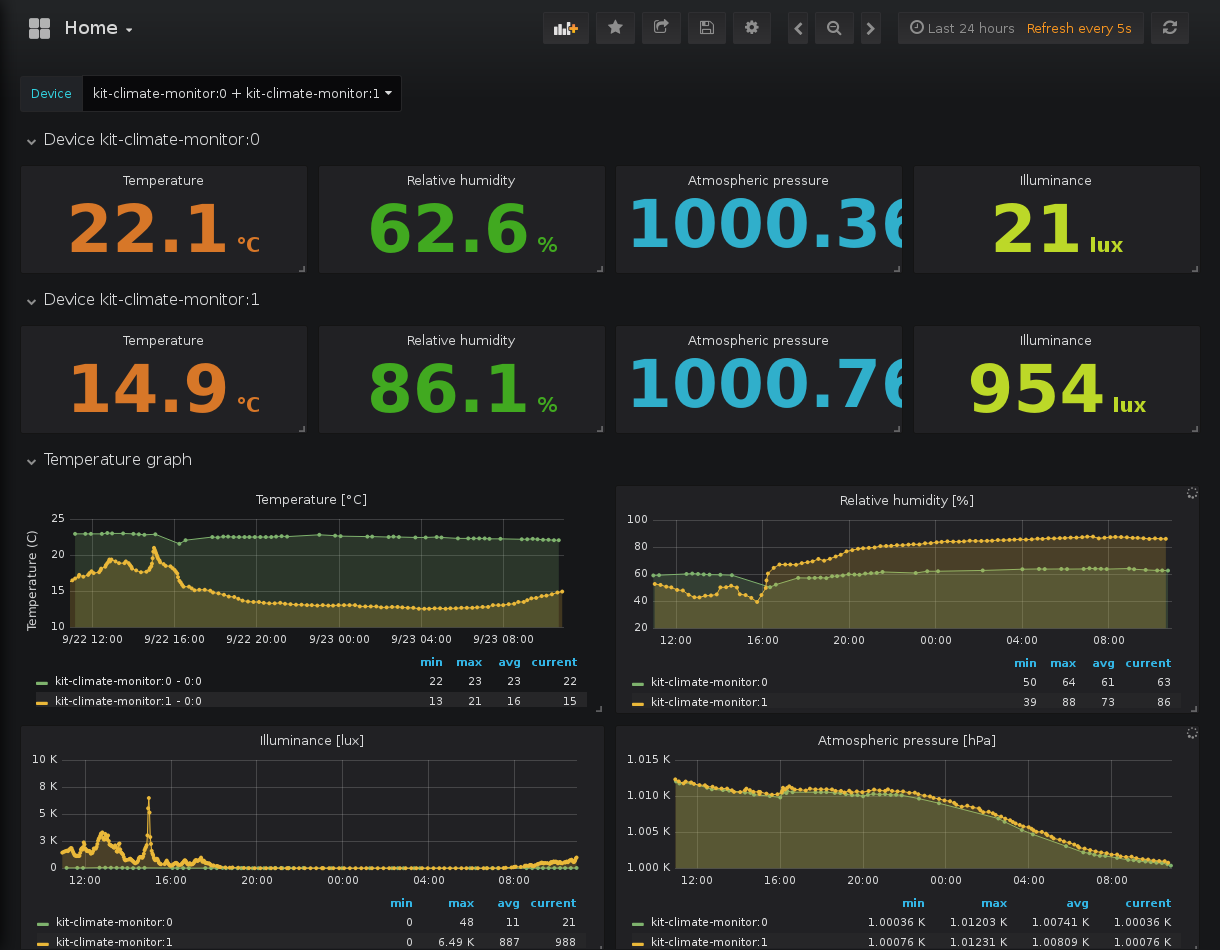 Home
Last 24 hours Refresh every 5s
Device kit-climate-monitor:0 + kit-climate-monitor:1
Device kit-climate-monitor:0
Temperature Relative humidity Atmospheric pressure Illuminance
22.1 °C 62.6 % 1000.36 21 lux
Device kit-climate-monitor:1
Temperature Relative humidity Atmospheric pressure Illuminance
14.9 °C 86.1 % 1000.76 954 lux
Temperature graph
Temperature [°C]
Temperature (C)
25
20
15
10
9/22 12:00 9/22 16:00 9/22 20:00 9/23 00:00 9/23 04:00 9/23 08:00
min max avg current
kit-climate-monitor:0 - 0:0 22 23 23 22
kit-climate-monitor:1 - 0:0 13 21 16 15
Relative humidity [%]
100
80
60
40
20
12:00 16:00 20:00 00:00 04:00 08:00
min max avg current
kit-climate-monitor:0 50 64 61 63
kit-climate-monitor:1 39 88 73 86
Illuminance [lux]
10 K
8 K
5 K
3 K
0
12:00 16:00 20:00 00:00 04:00 08:00
min max avg current
kit-climate-monitor:0 0 48 11 21
kit-climate-monitor:1 0 6.49 K 887 988
Atmospheric pressure [hPa]
1.015 K
1.010 K
1.005 K
1.000 K
12:00 16:00 20:00 00:00 04:00 08:00
min max avg current
kit-climate-monitor:0 1.00036 K 1.01203 K 1.00741 K 1.00036 K
kit-climate-monitor:1 1.00076 K 1.01231 K 1.00809 K 1.00076 K